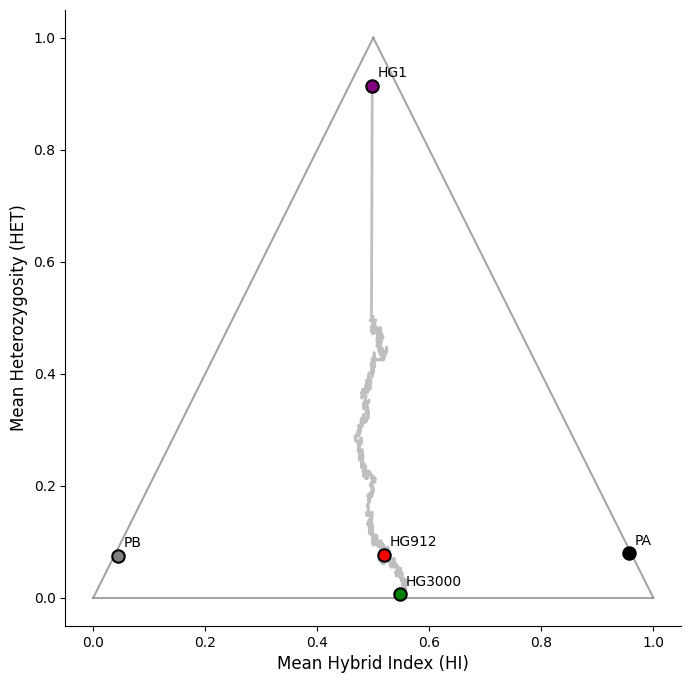 1.0
0.8
0.6
0.4
0.2
0.0
Mean Heterozygosity (HET)
HG1
PB
HG912
PA
HG3000
0.0 0.2 0.4 0.6 0.8 1.0
Mean Hybrid Index (HI)